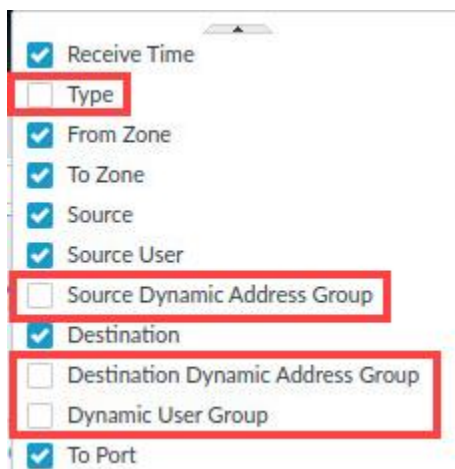 Receive Time
Type
From Zone
To Zone
Source
Source User
Source Dynamic Address Group
Destination
Destination Dynamic Address Group
Dynamic User Group
To Port